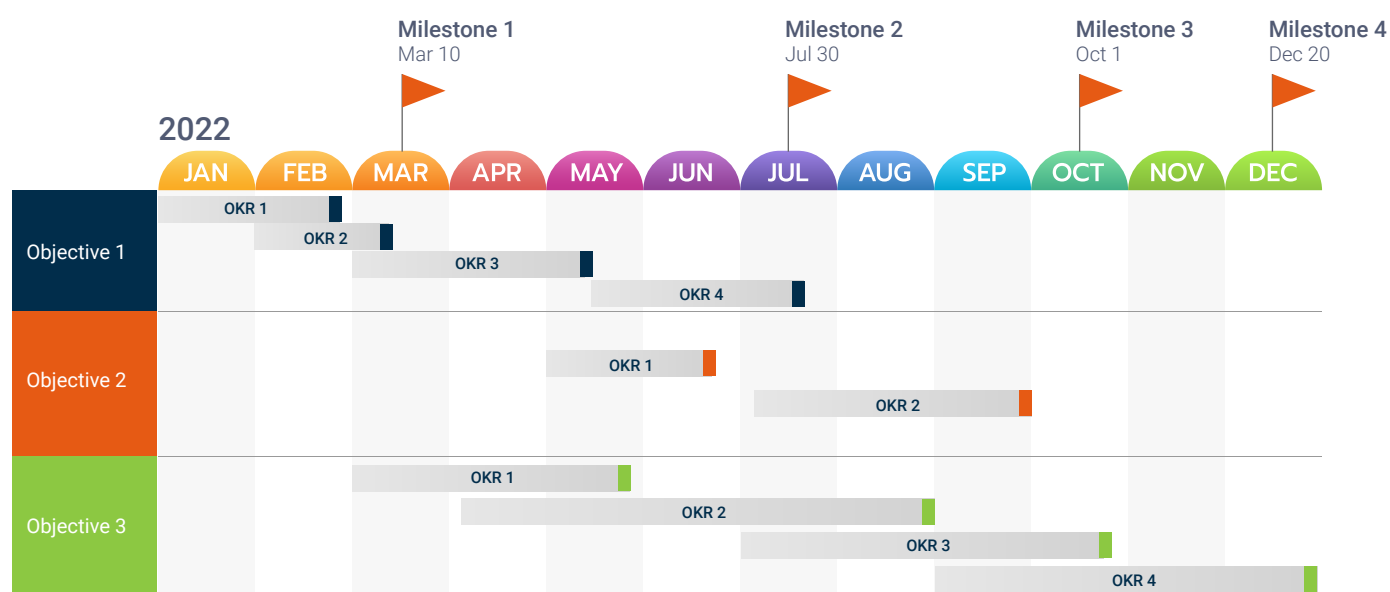 Milestone 1
Mar 10
Milestone 2
Jul 30
Milestone 3
Oct 1
Milestone 4
Dec 20
2022
JAN FEB MAR APR MAY JUN JUL AUG SEP OCT NOV DEC
Objective 1
OKR 1
OKR 2
OKR 3
OKR 4
Objective 2
OKR 1
OKR 2
Objective 3
OKR 1
OKR 2
OKR 3
OKR 4